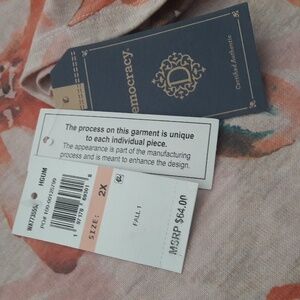 Democracy.
D
Certified Authentic
The process on this garment is unique
to each individual piece.
The appearance is part of the manufacturing
process and is meant to enhance the design.
HGUM
SIZE:
2X
FALL 1
MSRP $64.00